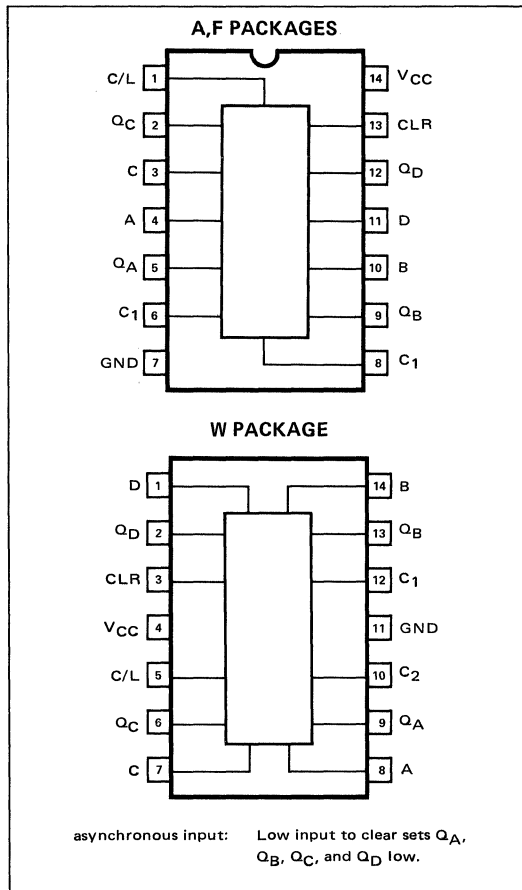 A,F PACKAGES
C/L 1 14 VCC
QC 2 13 CLR
C 3 12 QD
A 4 11 D
QA 5 10 B
C1 6 9 QB
GND 7 8 C1
W PACKAGE
D 1 14 B
QD 2 13 QB
CLR 3 12 C1
VCC 4 11 GND
C/L 5 10 C2
QC 6 9 QA
C 7 8 A
asynchronous input: Low input to clear sets QA,
QB, QC, and QD low.